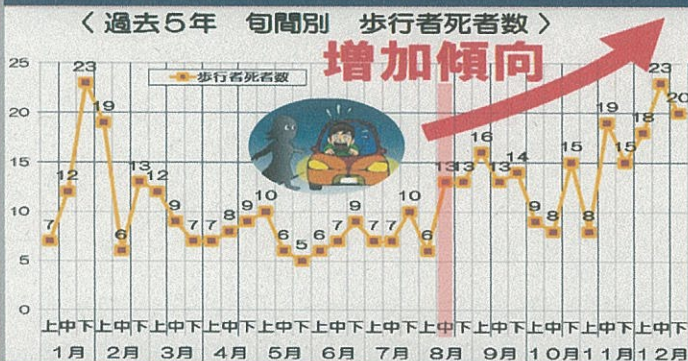 〈 過去5年 旬間別 歩行者死者数 〉
増加傾向
歩行者死者数
25
20
15
10
5
0
7 12 23 19 6 13 12 9 7 7 8 9 10 6 5 6 7 9 7 7 10 6 13 13 16 13 14 9 8 15 8 19 15 18 23 20
上中下上中下上中下上中下上中下上中下上中下上中下上中下上中下上中下上中下
1月 2月 3月 4月 5月 6月 7月 8月 9月 10月 11月 12月